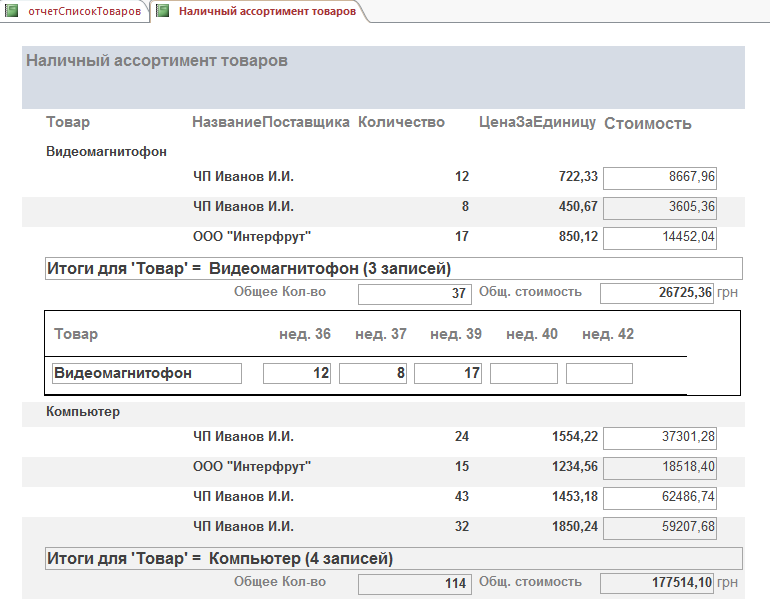 отчетСписокТоваров Наличный ассортимент товаров
Наличный ассортимент товаров
Товар НазваниеПоставщика Количество ЦенаЗаЕдиницу Стоимость
Видеомагнитофон
ЧП Иванов И.И. 12 722,33 8667,96
ЧП Иванов И.И. 8 450,67 3605,36
ООО "Интерфрут" 17 850,12 14452,04
Итоги для 'Товар' = Видеомагнитофон (3 записей)
Общее Кол-во 37 Общ. стоимость 26725,36 грн
Товар нед. 36 нед. 37 нед. 39 нед. 40 нед. 42
Видеомагнитофон 12 8 17
Компьютер
ЧП Иванов И.И. 24 1554,22 37301,28
ООО "Интерфрут" 15 1234,56 18518,40
ЧП Иванов И.И. 43 1453,18 62486,74
ЧП Иванов И.И. 32 1850,24 59207,68
Итоги для 'Товар' = Компьютер (4 записей)
Общее Кол-во 114 Общ. стоимость 177514,10 грн